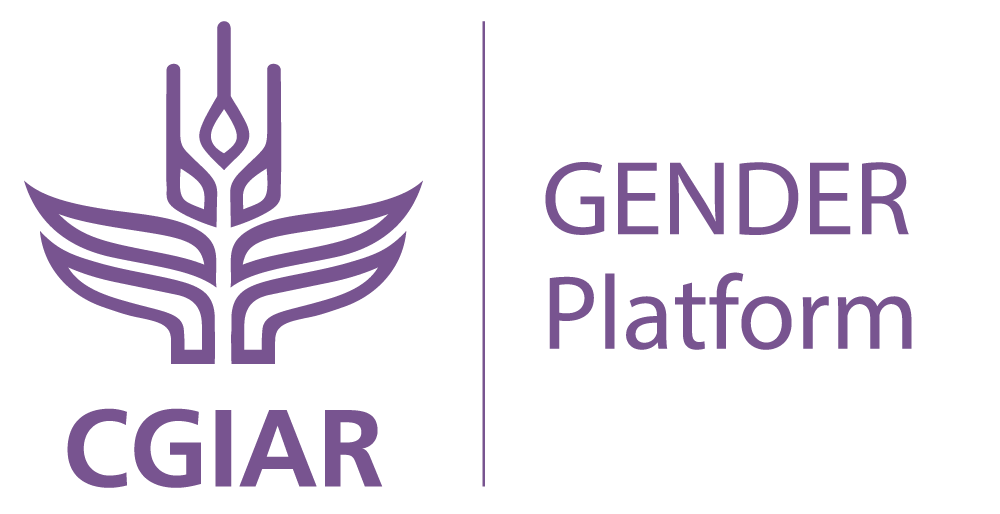 CGIAR
GENDER
Platform